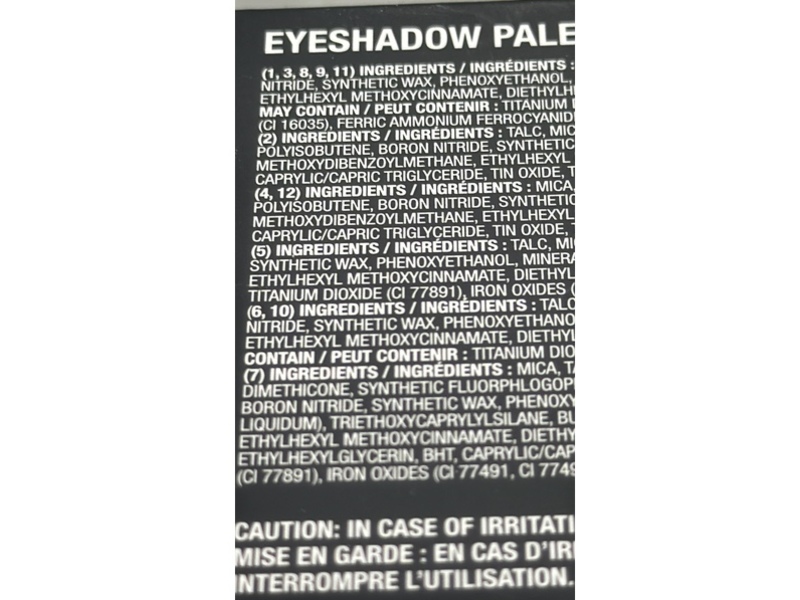 EYESHADOW PALE
(1, 3, 8, 9, 11) INGREDIENTS / INGRÉDIENTS :
NITRIDE, SYNTHETIC WAX, PHENOXYETHANOL,
ETHYLHEXYL METHOXYCINNAMATE, DIETHYLH
MAY CONTAIN / PEUT CONTENIR : TITANIUM
(CI 16035), FERRIC AMMONIUM FERROCYANID
(2) INGREDIENTS / INGRÉDIENTS : TALC, MIC
POLYISOBUTENE, BORON NITRIDE, SYNTHETIC
METHOXYDIBENZOYLMETHANE, ETHYLHEXYL
CAPRYLIC/CAPRIC TRIGLYCERIDE, TIN OXIDE, T
(4, 12) INGREDIENTS / INGRÉDIENTS : MICA,
POLYISOBUTENE, BORON NITRIDE, SYNTHETIC
METHOXYDIBENZOYLMETHANE, ETHYLHEXYL
CAPRYLIC/CAPRIC TRIGLYCERIDE, TIN OXIDE,
(5) INGREDIENTS / INGRÉDIENTS : TALC, MI
SYNTHETIC WAX, PHENOXYETHANOL, MINERA
ETHYLHEXYL METHOXYCINNAMATE, DIETHYL
TITANIUM DIOXIDE (CI 77891), IRON OXIDES (
(6, 10) INGREDIENTS / INGRÉDIENTS : TALC
NITRIDE, SYNTHETIC WAX, PHENOXYETHANO
ETHYLHEXYL METHOXYCINNAMATE, DIETHYL
CONTAIN / PEUT CONTENIR : TITANIUM DIO
(7) INGREDIENTS / INGRÉDIENTS : MICA, TA
DIMETHICONE, SYNTHETIC FLUORPHLOGOP
BORON NITRIDE, SYNTHETIC WAX, PHENOXY
LIQUIDUM), TRIETHOXYCAPRYLYLSILANE, BU
ETHYLHEXYL METHOXYCINNAMATE, DIETHY
ETHYLHEXYLGLYCERIN, BHT, CAPRYLIC/CAP
(CI 77891), IRON OXIDES (CI 77491, CI 7749
CAUTION: IN CASE OF IRRITATI
MISE EN GARDE : EN CAS D'IRI
INTERROMPRE L'UTILISATION.